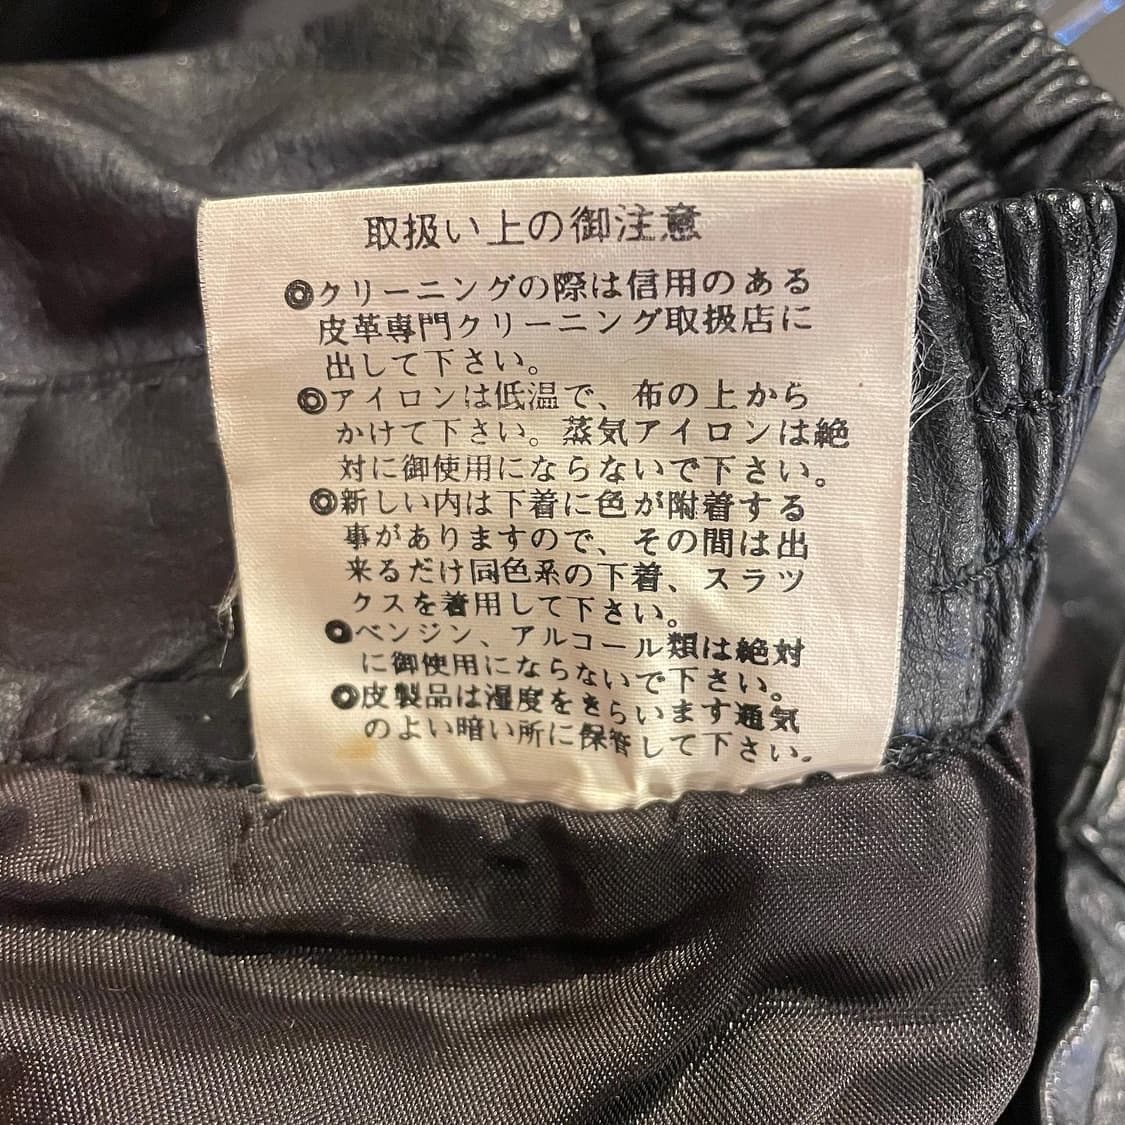 取扱い上の御注意
◎クリーニングの際は信用のある
皮革専門クリーニング取扱店に
出して下さい。
◎アイロンは低温で、布の上から
かけて下さい。蒸気アイロンは絶
対に御使用にならないで下さい。
◎新しい内は下着に色が附着する
事がありますので、その間は出
来るだけ同色系の下着、スラッ
クスを着用して下さい。
◎ベンジン、アルコール類は絶対
に御使用にならないで下さい。
◎皮製品は湿度をきらいます通気
のよい暗い所に保管して下さい。